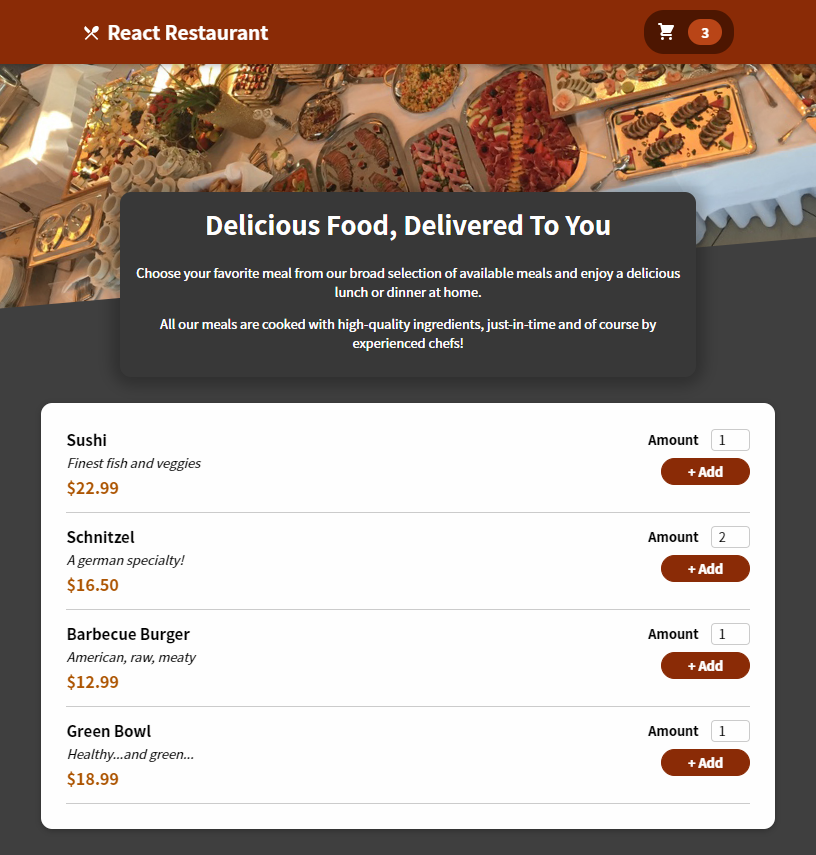 React Restaurant
3
Delicious Food, Delivered To You
Choose your favorite meal from our broad selection of available meals and enjoy a delicious
lunch or dinner at home.
All our meals are cooked with high-quality ingredients, just-in-time and of course by
experienced chefs!
Sushi
Finest fish and veggies
$22.99
Amount 1
+ Add
Schnitzel
A german specialty!
$16.50
Amount 2
+ Add
Barbecue Burger
American, raw, meaty
$12.99
Amount 1
+ Add
Green Bowl
Healthy...and green...
$18.99
Amount 1
+ Add